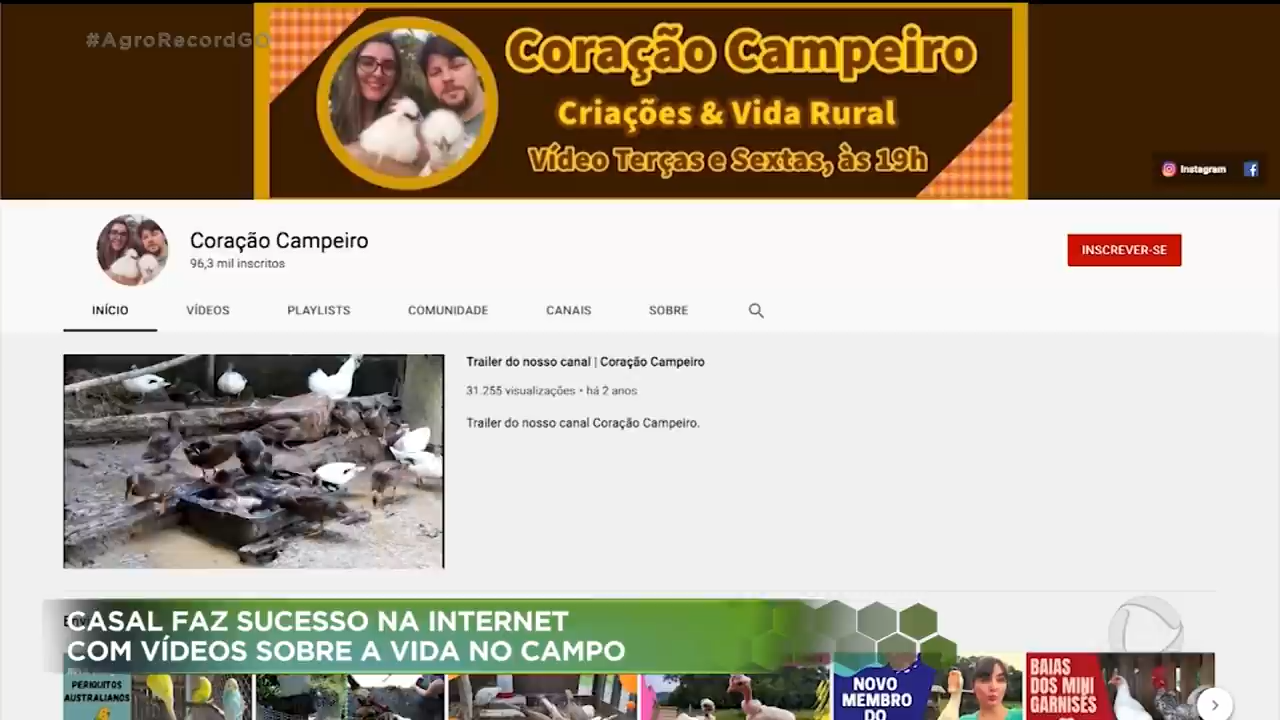 #AgroRecordGO
Coração Campeiro
Criações & Vida Rural
Vídeo Terças e Sextas, às 19h
Instagram
Coração Campeiro
96,3 mil inscritos
INSCREVER-SE
INÍCIO
VÍDEOS
PLAYLISTS
COMUNIDADE
CANAIS
SOBRE
Trailer do nosso canal | Coração Campeiro
31.255 visualizações • há 2 anos
Trailer do nosso canal Coração Campeiro.
CASAL FAZ SUCESSO NA INTERNET
COM VÍDEOS SOBRE A VIDA NO CAMPO
PERIQUITOS
AUSTRALIANOS
NOVO
MEMBRO
DO
BAIAS
DOS MINI
GARNISÉS